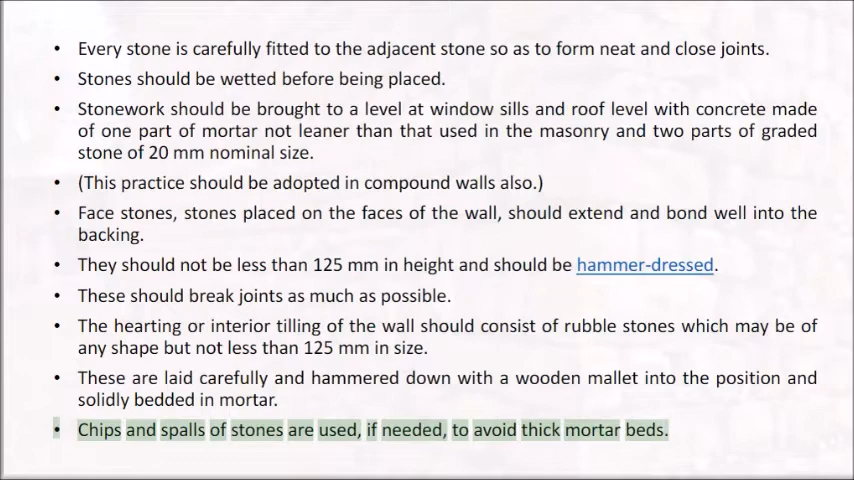 • Every stone is carefully fitted to the adjacent stone so as to form neat and close joints.
• Stones should be wetted before being placed.
• Stonework should be brought to a level at window sills and roof level with concrete made
of one part of mortar not leaner than that used in the masonry and two parts of graded
stone of 20 mm nominal size.
• (This practice should be adopted in compound walls also.)
• Face stones, stones placed on the faces of the wall, should extend and bond well into the
backing.
• They should not be less than 125 mm in height and should be hammer-dressed.
• These should break joints as much as possible.
• The hearting or interior tilling of the wall should consist of rubble stones which may be of
any shape but not less than 125 mm in size.
• These are laid carefully and hammered down with a wooden mallet into the position and
solidly bedded in mortar.
• Chips and spalls of stones are used, if needed, to avoid thick mortar beds.